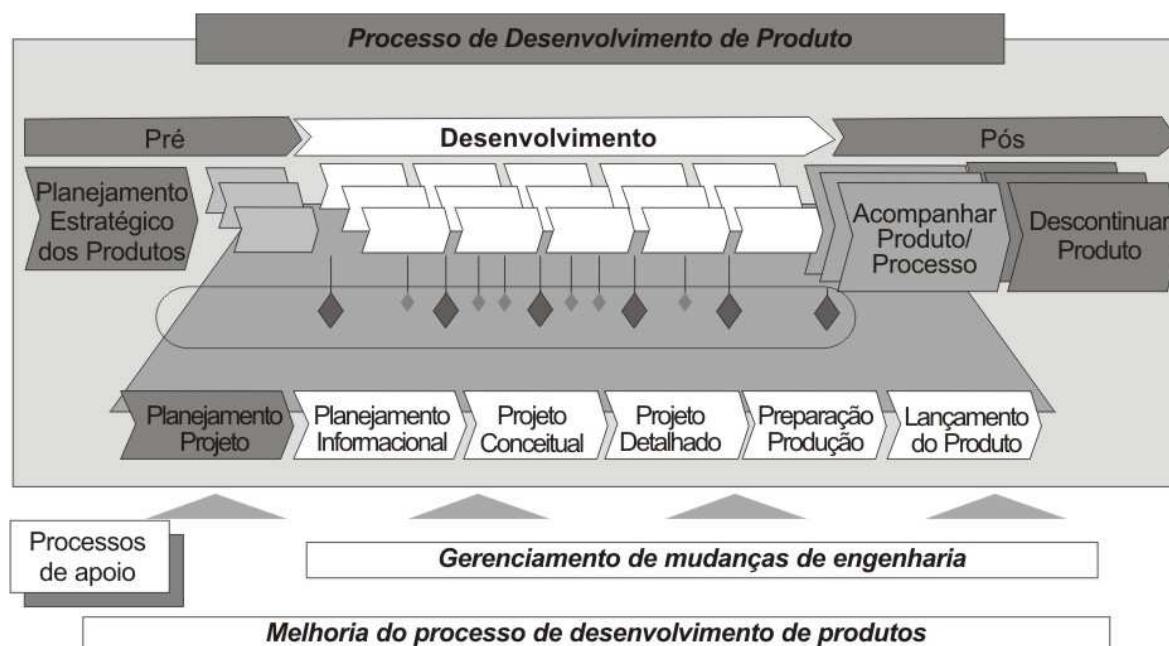 Processo de Desenvolvimento de Produto
Pré
Desenvolvimento
Pós
Planejamento
Estratégico
dos Produtos
Acompanhar
Produto/
Processo
Descontinuar
Produto
Planejamento
Projeto
Planejamento
Informacional
Projeto
Conceitual
Projeto
Detalhado
Preparação
Produção
Lançamento
do Produto
Processos
de apoio
Gerenciamento de mudanças de engenharia
Melhoria do processo de desenvolvimento de produtos